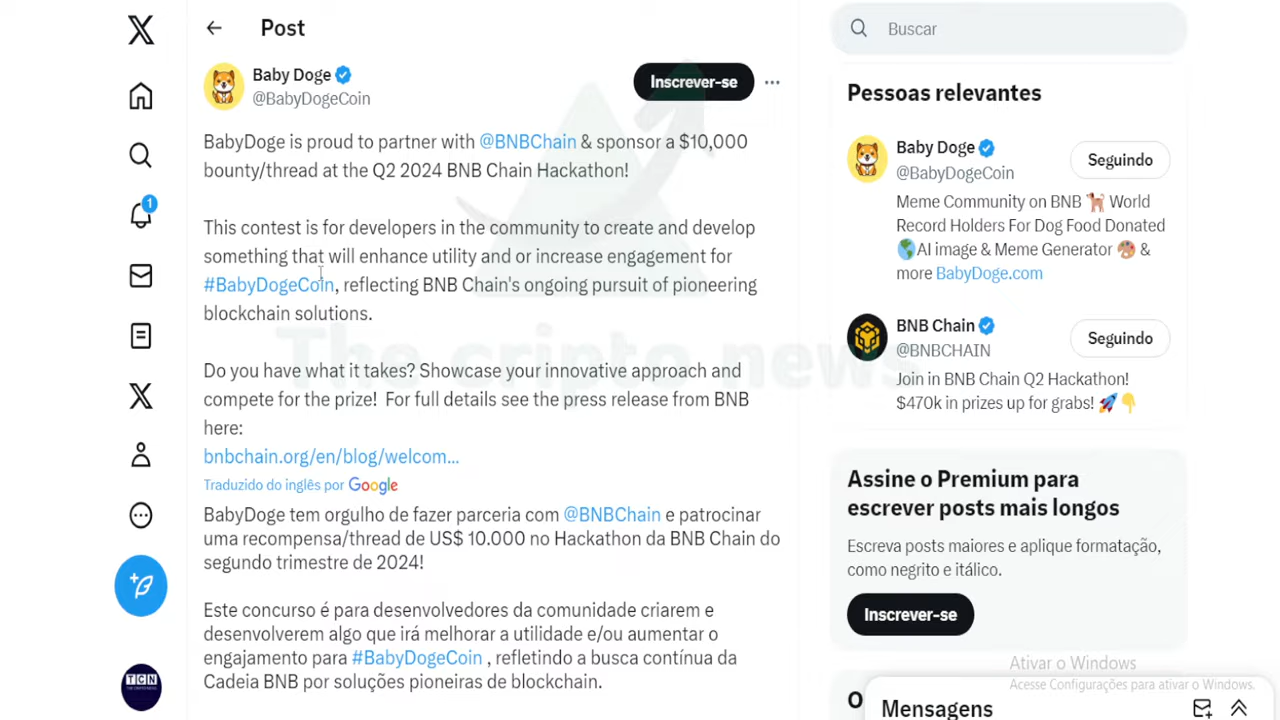 Post
Baby Doge
@BabyDogeCoin
Inscrever-se
BabyDoge is proud to partner with @BNBChain & sponsor a $10,000
bounty/thread at the Q2 2024 BNB Chain Hackathon!
This contest is for developers in the community to create and develop
something that will enhance utility and or increase engagement for
#BabyDogeCoin, reflecting BNB Chain's ongoing pursuit of pioneering
blockchain solutions.
Do you have what it takes? Showcase your innovative approach and
compete for the prize!  For full details see the press release from BNB
here:
bnbchain.org/en/blog/welcom...
Traduzido do inglês por Google
BabyDoge tem orgulho de fazer parceria com @BNBChain e patrocinar
uma recompensa/thread de US$ 10.000 no Hackathon da BNB Chain do
segundo trimestre de 2024!
Este concurso é para desenvolvedores da comunidade criarem e
desenvolverem algo que irá melhorar a utilidade e/ou aumentar o
engajamento para #BabyDogeCoin , refletindo a busca contínua da
Cadeia BNB por soluções pioneiras de blockchain.
The cripto news
1
TCN
Buscar
Pessoas relevantes
Baby Doge
@BabyDogeCoin
Seguindo
Meme Community on BNB 🐕 World
Record Holders For Dog Food Donated
🌎AI image & Meme Generator 🎨 &
more BabyDoge.com
BNB Chain
@BNBCHAIN
Seguindo
Join in BNB Chain Q2 Hackathon!
$470k in prizes up for grabs! 🚀👇
Assine o Premium para
escrever posts mais longos
Escreva posts maiores e aplique formatação,
como negrito e itálico.
Inscrever-se
Ativar o Windows
Acesse Configurações para ativar o Windows.
O
Mensagens